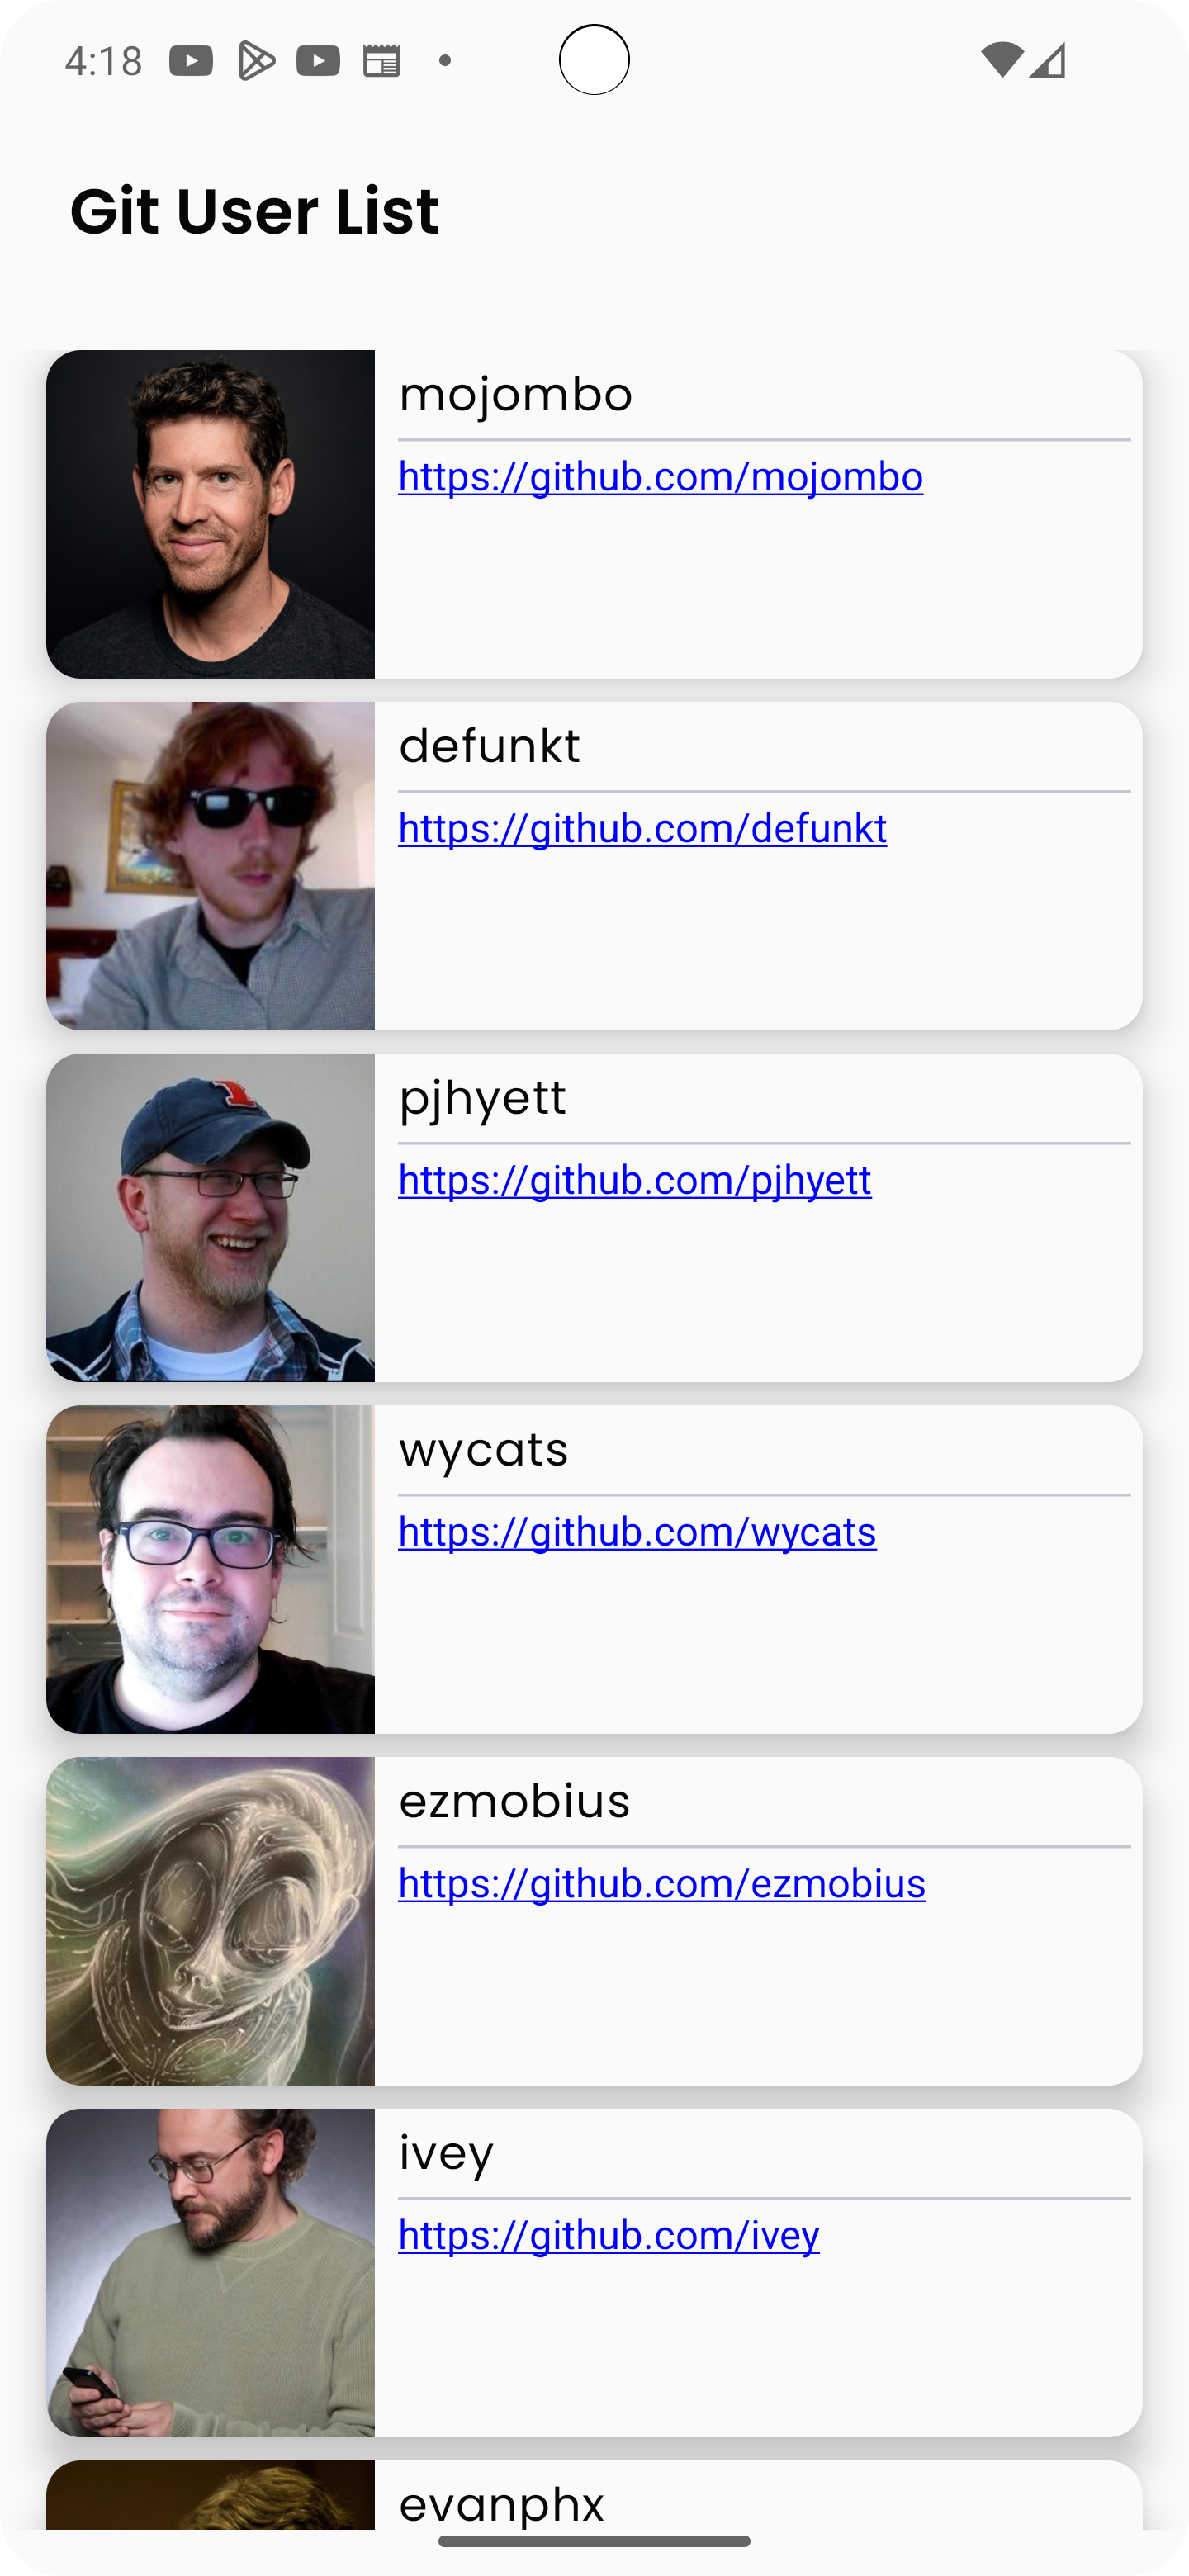 4:18
Git User List
mojombo
https://github.com/mojombo
defunkt
https://github.com/defunkt
pjhyett
https://github.com/pjhyett
wycats
https://github.com/wycats
ezmobius
https://github.com/ezmobius
ivey
https://github.com/ivey
evanphx